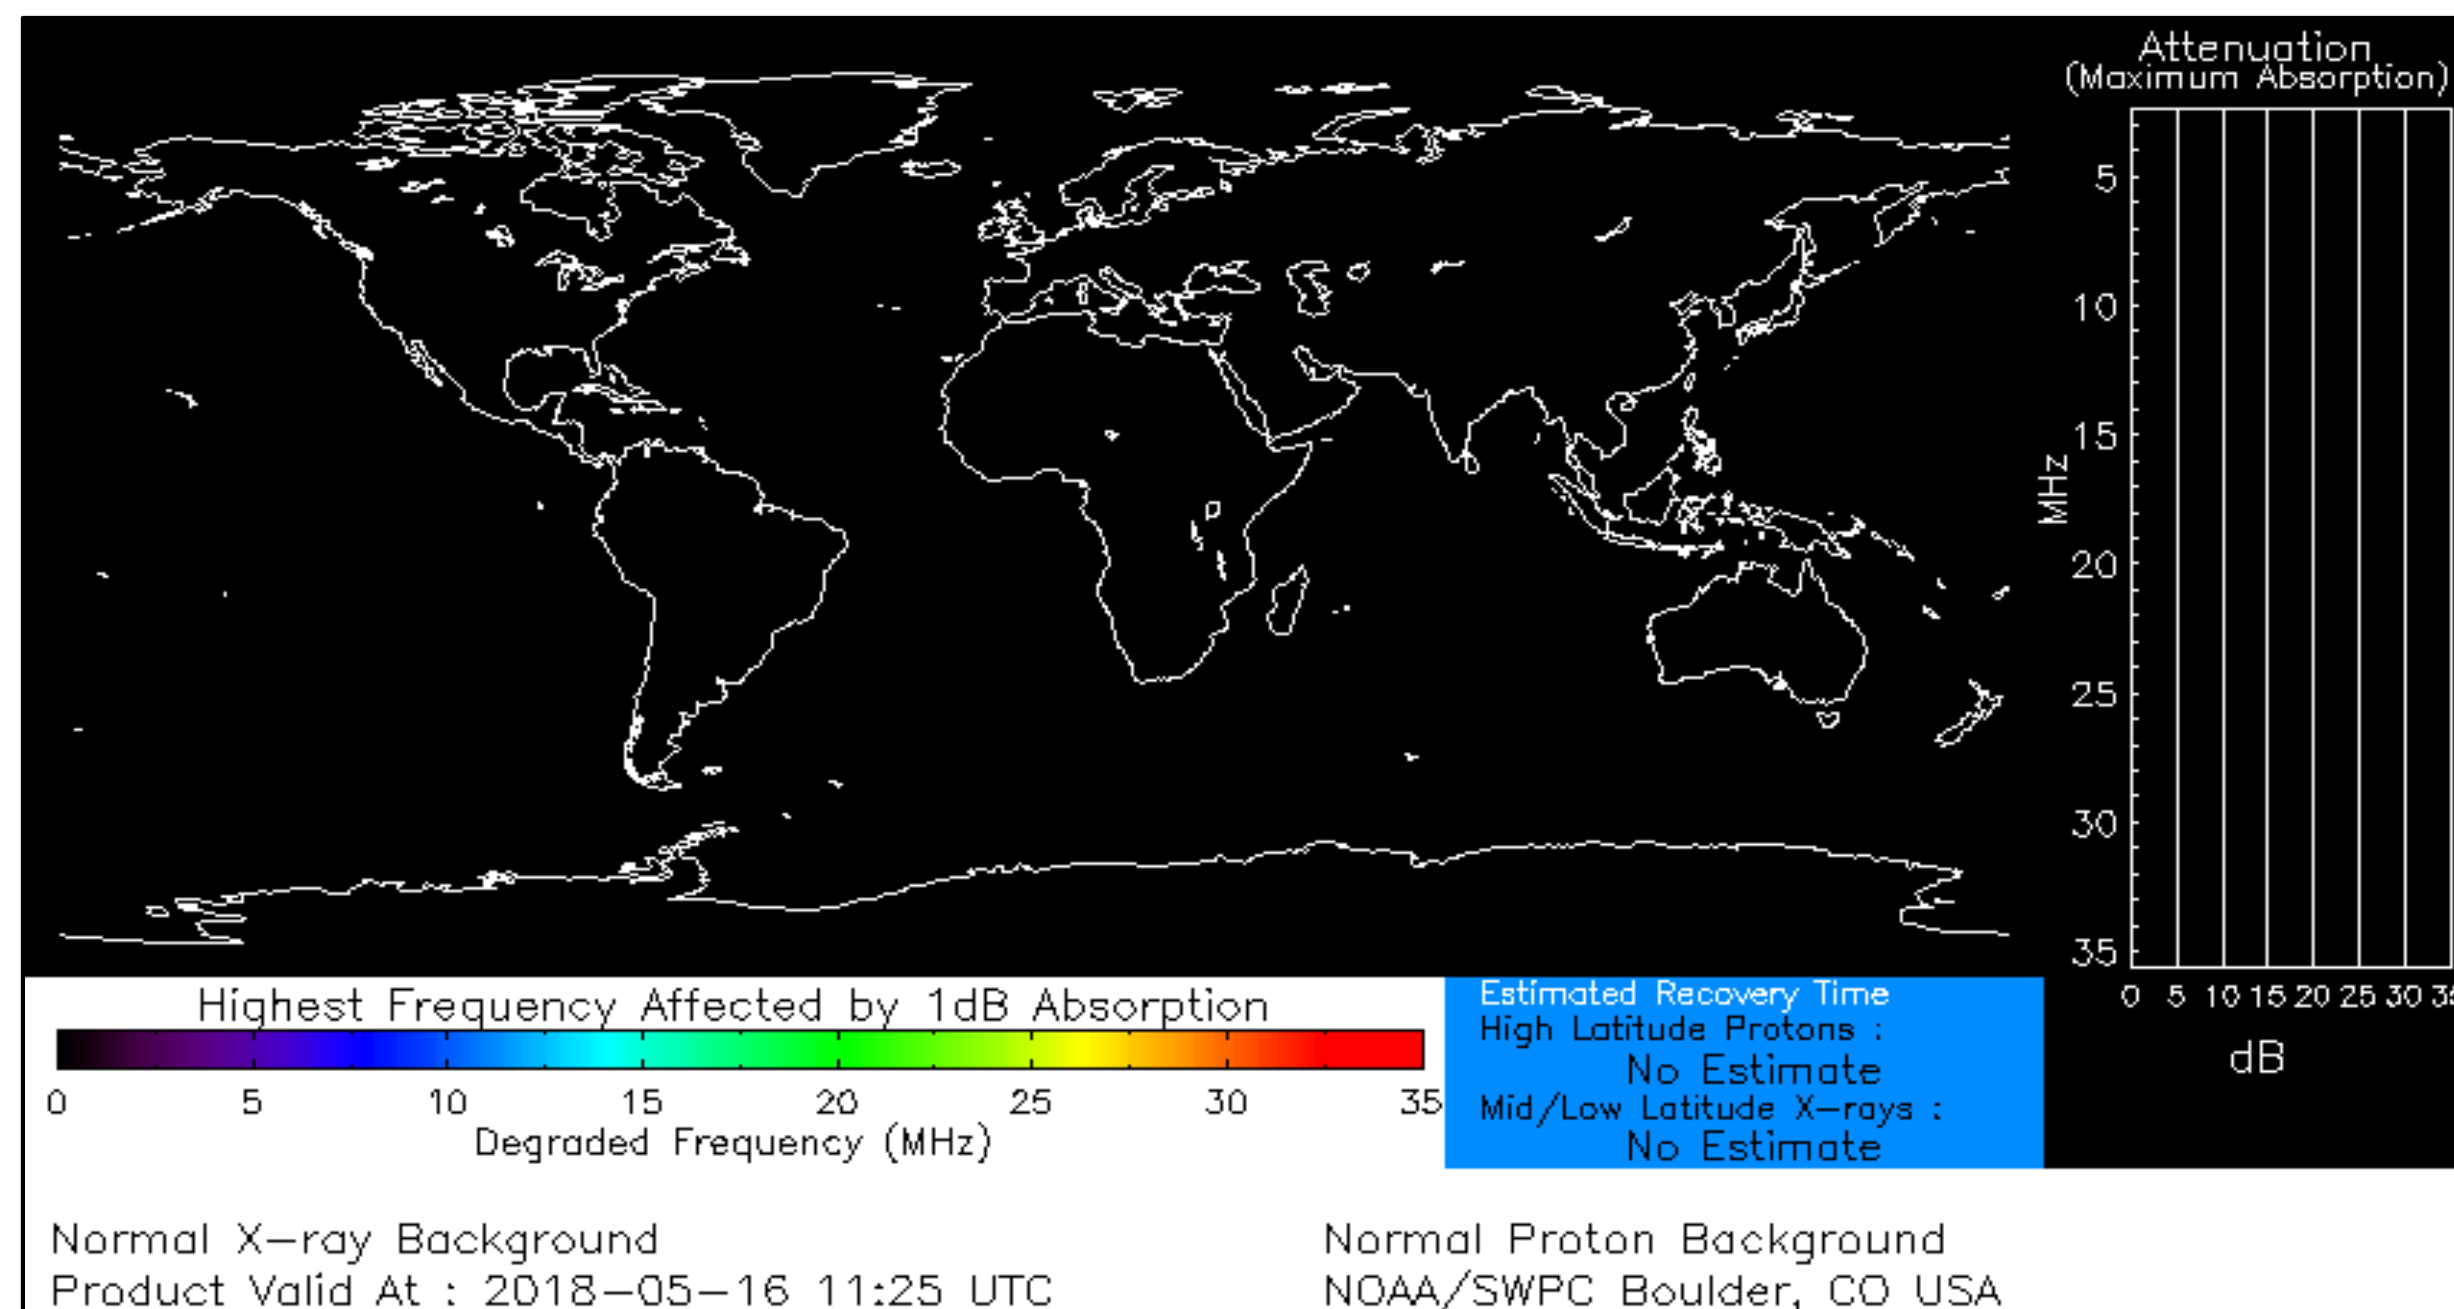 Attenuation
(Maximum Absorption)
5
10
15
20
25
30
35
MHz
0 5 10 15 20 25 30
dB
Highest Frequency Affected by 1dB Absorption
0 5 10 15 20 25 30 35
Degraded Frequency (MHz)
Estimated Recovery Time
High Latitude Protons :
No Estimate
Mid/Low Latitude X-rays :
No Estimate
Normal X-ray Background
Normal Proton Background
Product Valid At : 2018-05-16 11:25 UTC
NOAA/SWPC Boulder, CO USA